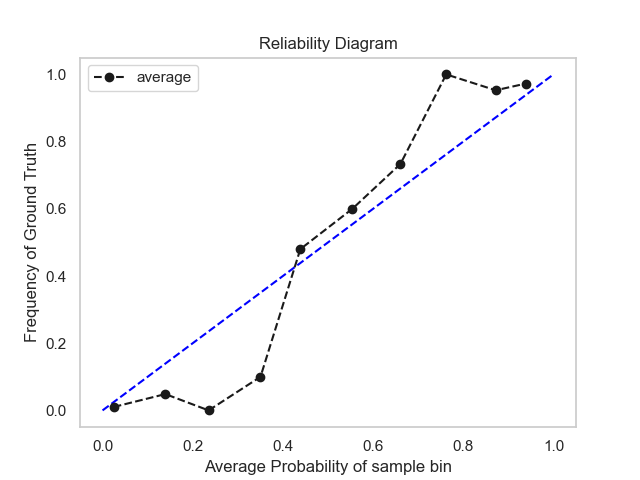 Reliability Diagram
average
Frequency of Ground Truth
1.0
0.8
0.6
0.4
0.2
0.0
0.0 0.2 0.4 0.6 0.8 1.0
Average Probability of sample bin